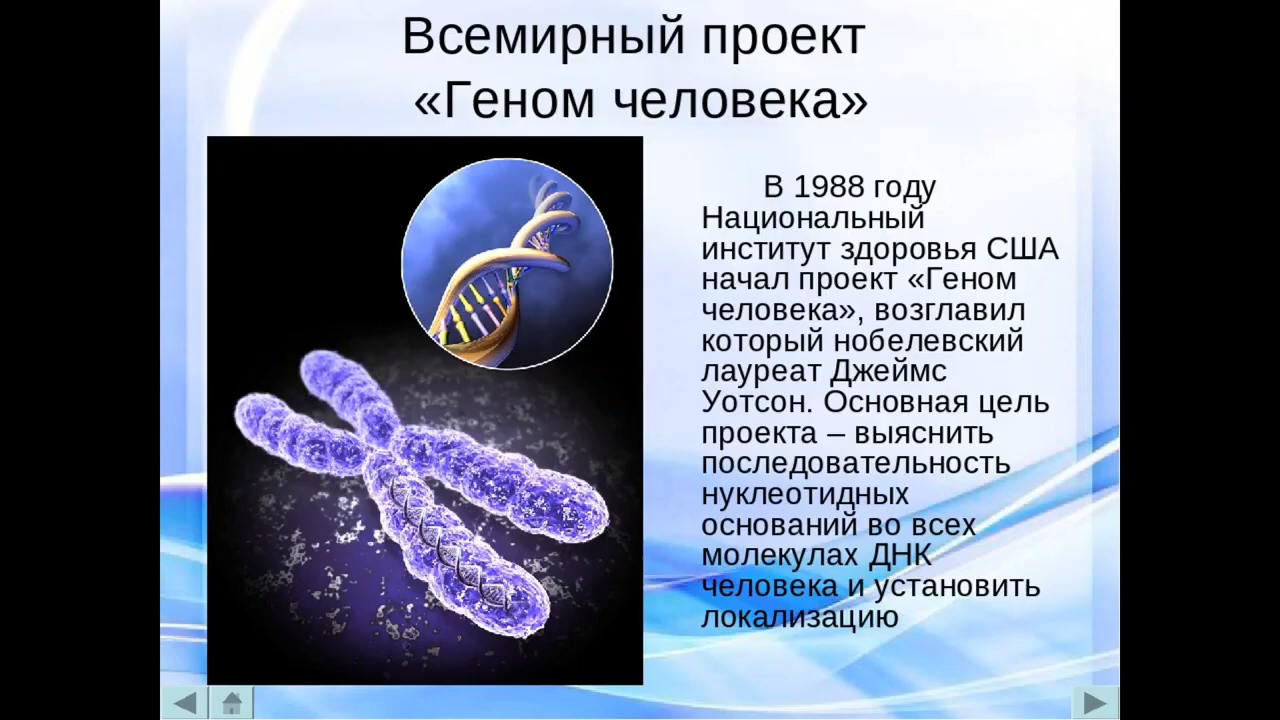 Всемирный проект
«Геном человека»
В 1988 году
Национальный
институт здоровья США
начал проект «Геном
человека», возглавил
который нобелевский
лауреат Джеймс
Уотсон. Основная цель
проекта – выяснить
последовательность
нуклеотидных
оснований во всех
молекулах ДНК
человека и установить
локализацию